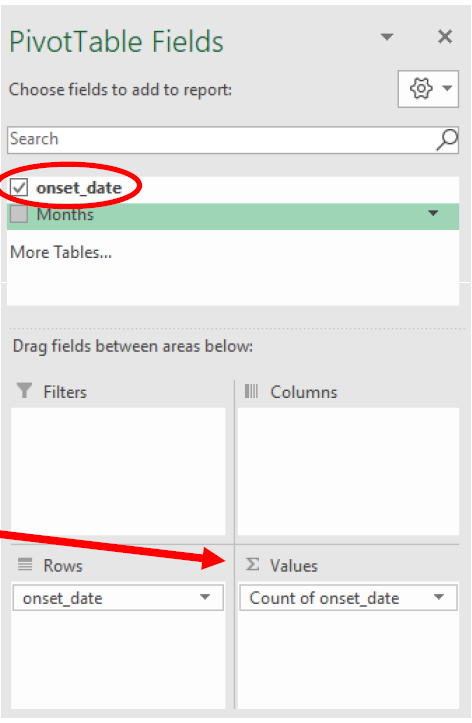 PivotTable Fields
Choose fields to add to report:
Search
onset_date
Months
More Tables...
Drag fields between areas below:
Filters
Columns
Rows
Σ Values
onset_date
Count of onset_date